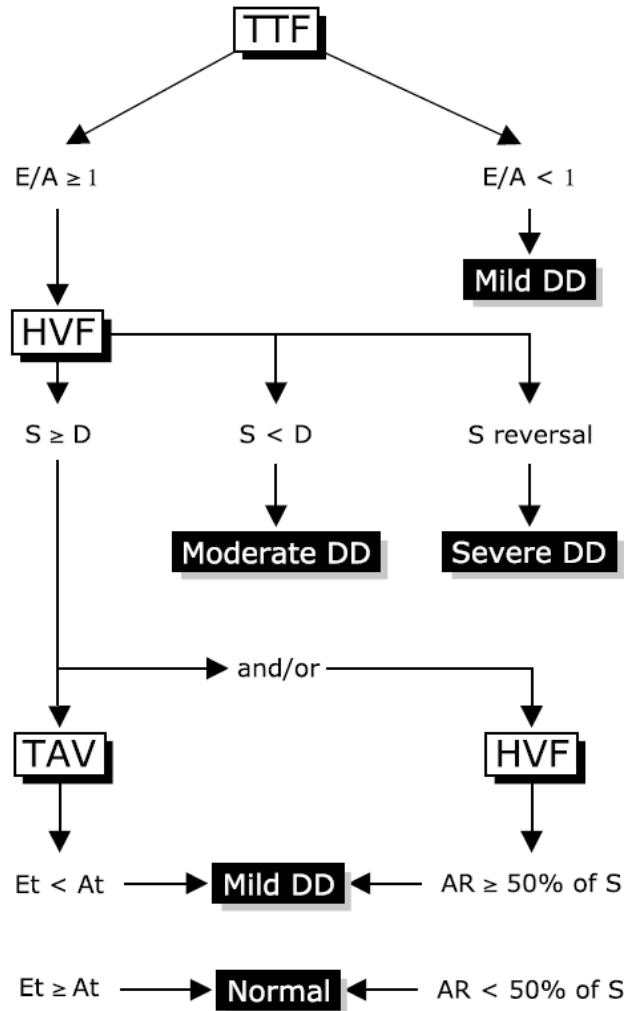 TTF
E/A ≥ 1
E/A < 1
Mild DD
HVF
S ≥ D
S < D
S reversal
Moderate DD
Severe DD
and/or
TAV
HVF
Et < At
Mild DD
AR ≥ 50% of S
Et ≥ At
Normal
AR < 50% of S